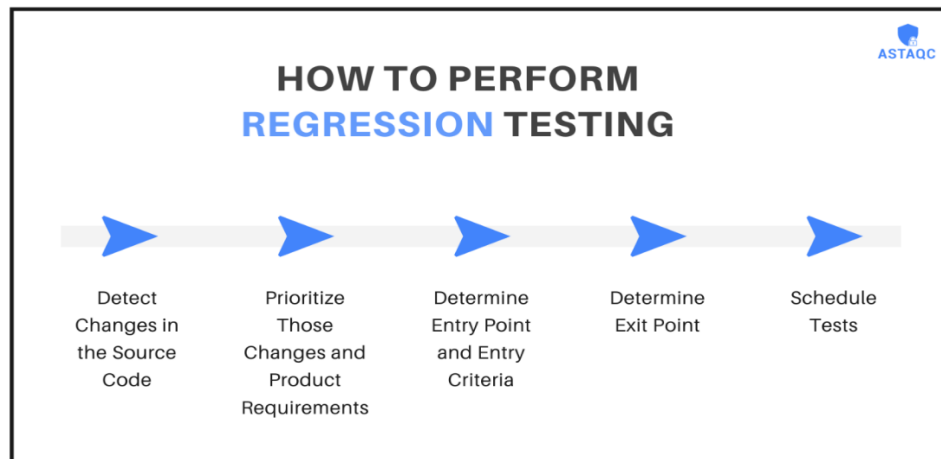 ASTAQC
HOW TO PERFORM
REGRESSION TESTING
Detect
Changes in
the Source
Code
Prioritize
Those
Changes and
Product
Requirements
Determine
Entry Point
and Entry
Criteria
Determine
Exit Point
Schedule
Tests